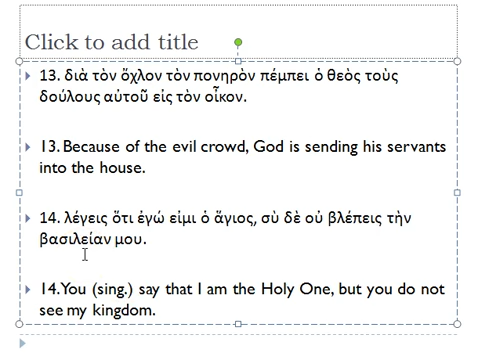 Click to add title
13. διὰ τὸν ὄχλον τὸν πονηρὸν πέμπει ὁ θεὸς τοὺς
δούλους αὐτοῦ εἰς τὸν οἶκον.
13. Because of the evil crowd, God is sending his servants
into the house.
14. λέγεις ὅτι ἐγώ εἰμι ὁ ἅγιος, σὺ δὲ οὐ βλέπεις τὴν
βασιλείαν μου.
14. You (sing.) say that I am the Holy One, but you do not
see my kingdom.